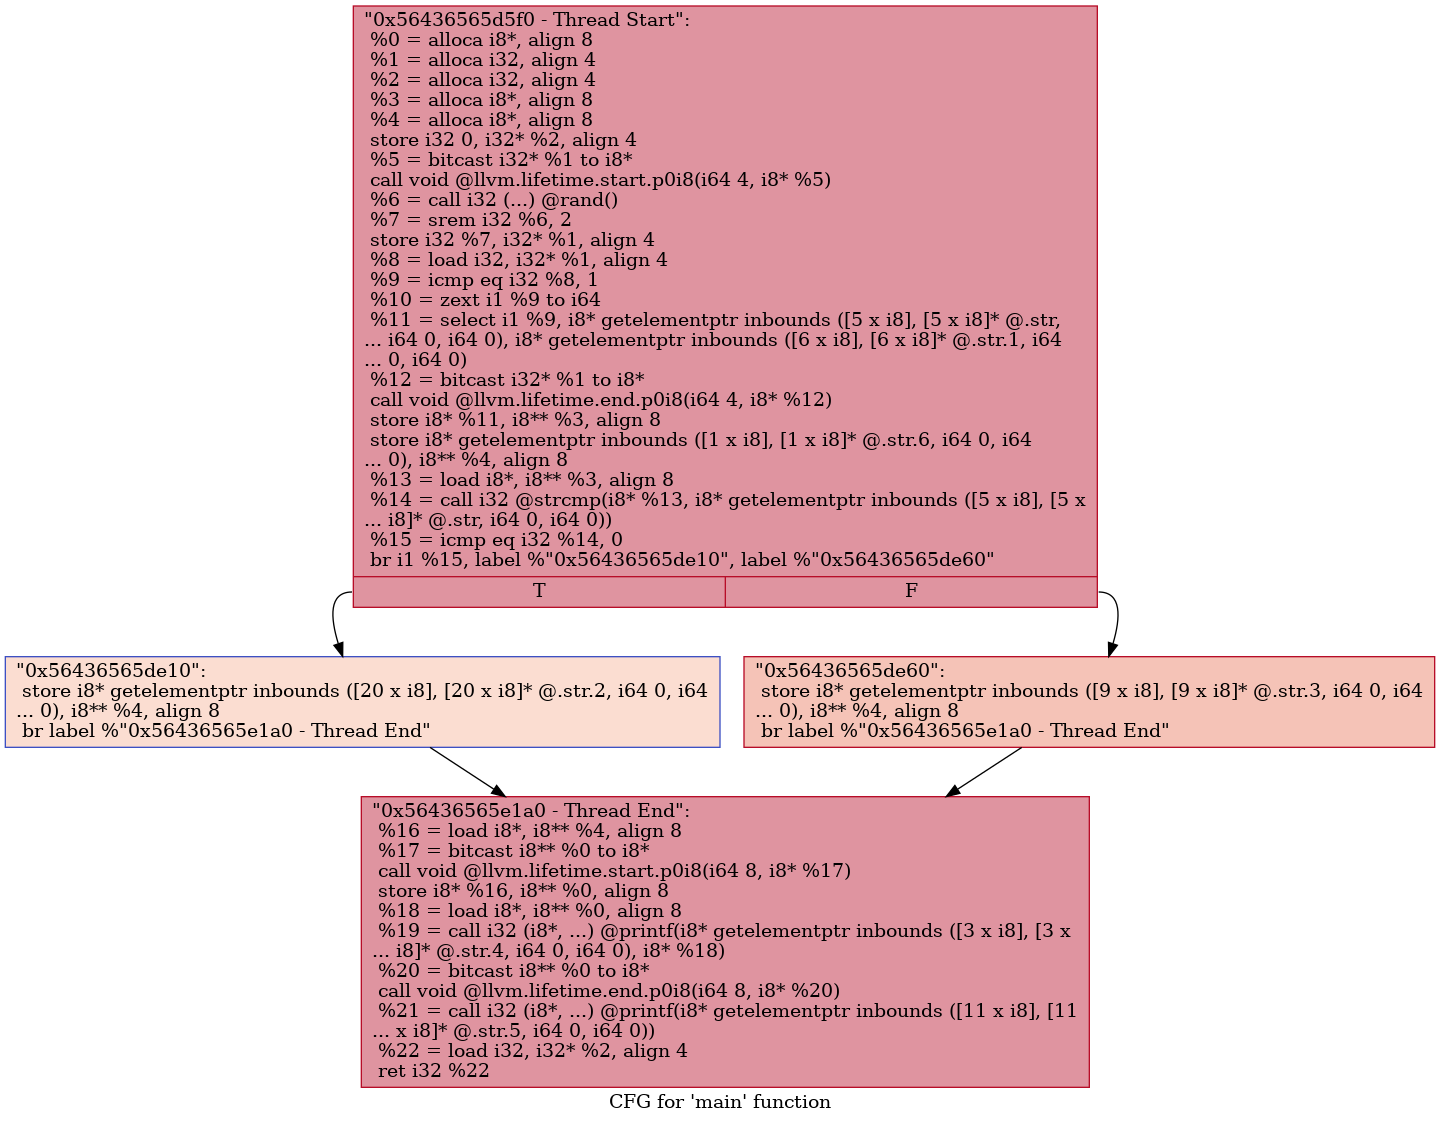 "0x56436565d5f0 - Thread Start":
%0 = alloca i8*, align 8
%1 = alloca i32, align 4
%2 = alloca i32, align 4
%3 = alloca i8*, align 8
%4 = alloca i8*, align 8
store i32 0, i32* %2, align 4
%5 = bitcast i32* %1 to i8*
call void @llvm.lifetime.start.p0i8(i64 4, i8* %5)
%6 = call i32 (...) @rand()
%7 = srem i32 %6, 2
store i32 %7, i32* %1, align 4
%8 = load i32, i32* %1, align 4
%9 = icmp eq i32 %8, 1
%10 = zext i1 %9 to i64
%11 = select i1 %9, i8* getelementptr inbounds ([5 x i8], [5 x i8]* @.str,
... i64 0, i64 0), i8* getelementptr inbounds ([6 x i8], [6 x i8]* @.str.1, i64
... 0, i64 0)
%12 = bitcast i32* %1 to i8*
call void @llvm.lifetime.end.p0i8(i64 4, i8* %12)
store i8* %11, i8** %3, align 8
store i8* getelementptr inbounds ([1 x i8], [1 x i8]* @.str.6, i64 0, i64
... 0), i8** %4, align 8
%13 = load i8*, i8** %3, align 8
%14 = call i32 @strcmp(i8* %13, i8* getelementptr inbounds ([5 x i8], [5 x
... i8]* @.str, i64 0, i64 0))
%15 = icmp eq i32 %14, 0
br i1 %15, label %"0x56436565de10", label %"0x56436565de60"
T
F
"0x56436565de10":
store i8* getelementptr inbounds ([20 x i8], [20 x i8]* @.str.2, i64 0, i64
... 0), i8** %4, align 8
br label %"0x56436565e1a0 - Thread End"
"0x56436565de60":
store i8* getelementptr inbounds ([9 x i8], [9 x i8]* @.str.3, i64 0, i64
... 0), i8** %4, align 8
br label %"0x56436565e1a0 - Thread End"
"0x56436565e1a0 - Thread End":
%16 = load i8*, i8** %4, align 8
%17 = bitcast i8** %0 to i8*
call void @llvm.lifetime.start.p0i8(i64 8, i8* %17)
store i8* %16, i8** %0, align 8
%18 = load i8*, i8** %0, align 8
%19 = call i32 (i8*, ...) @printf(i8* getelementptr inbounds ([3 x i8], [3 x
... i8]* @.str.4, i64 0, i64 0), i8* %18)
%20 = bitcast i8** %0 to i8*
call void @llvm.lifetime.end.p0i8(i64 8, i8* %20)
%21 = call i32 (i8*, ...) @printf(i8* getelementptr inbounds ([11 x i8], [11
... x i8]* @.str.5, i64 0, i64 0))
%22 = load i32, i32* %2, align 4
ret i32 %22
CFG for 'main' function